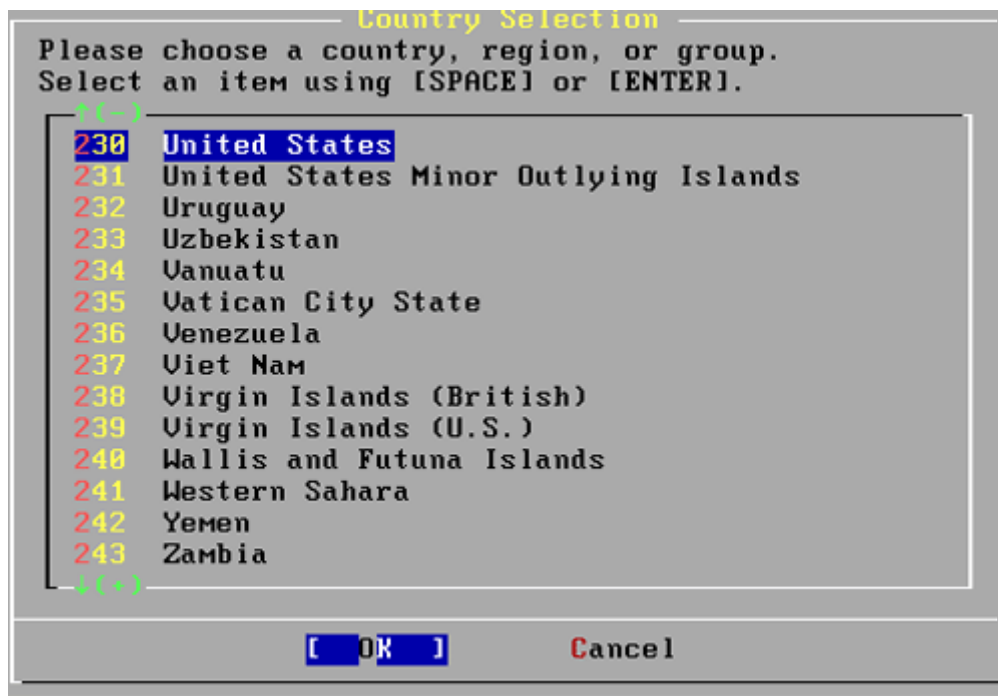 Country Selection
Please choose a country, region, or group.
Select an item using [SPACE] or [ENTER].
↑(-)
230 United States
231 United States Minor Outlying Islands
232 Uruguay
233 Uzbekistan
234 Vanuatu
235 Vatican City State
236 Venezuela
237 Viet Nam
238 Virgin Islands (British)
239 Virgin Islands (U.S.)
240 Wallis and Futuna Islands
241 Western Sahara
242 Yemen
243 Zambia
↓(+)
[ OK ] Cancel